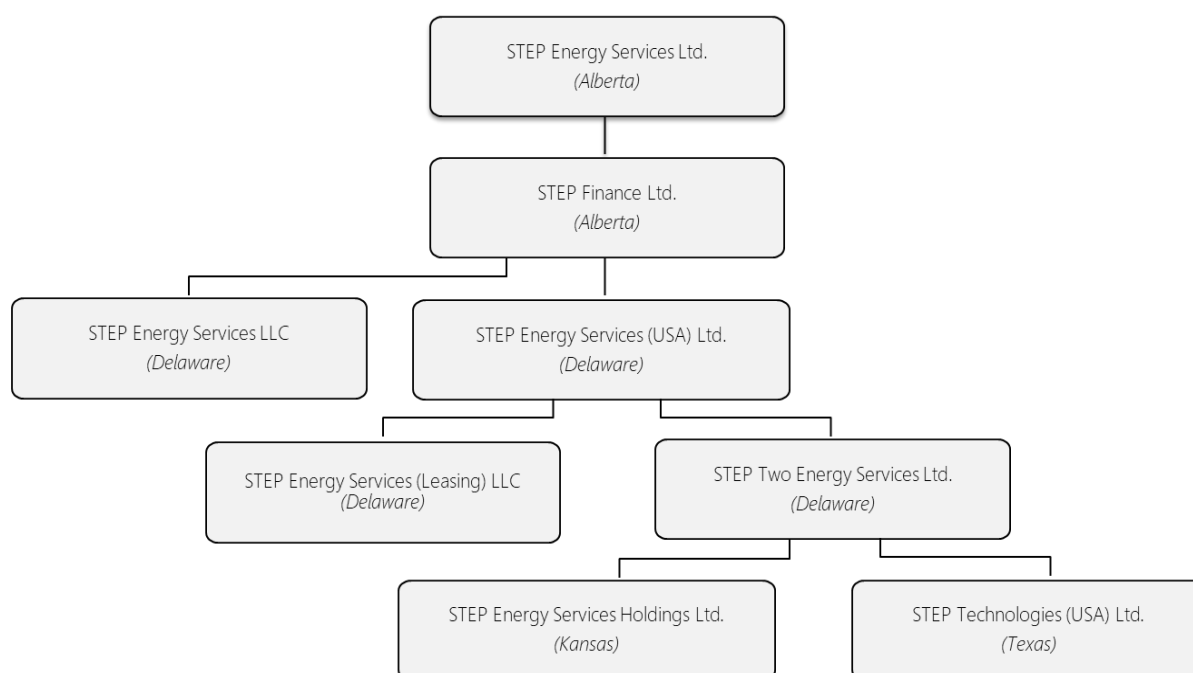 STEP Energy Services Ltd.
(Alberta)
STEP Finance Ltd.
(Alberta)
STEP Energy Services LLC
(Delaware)
STEP Energy Services (USA) Ltd.
(Delaware)
STEP Energy Services (Leasing) LLC
(Delaware)
STEP Two Energy Services Ltd.
(Delaware)
STEP Energy Services Holdings Ltd.
(Kansas)
STEP Technologies (USA) Ltd.
(Texas)